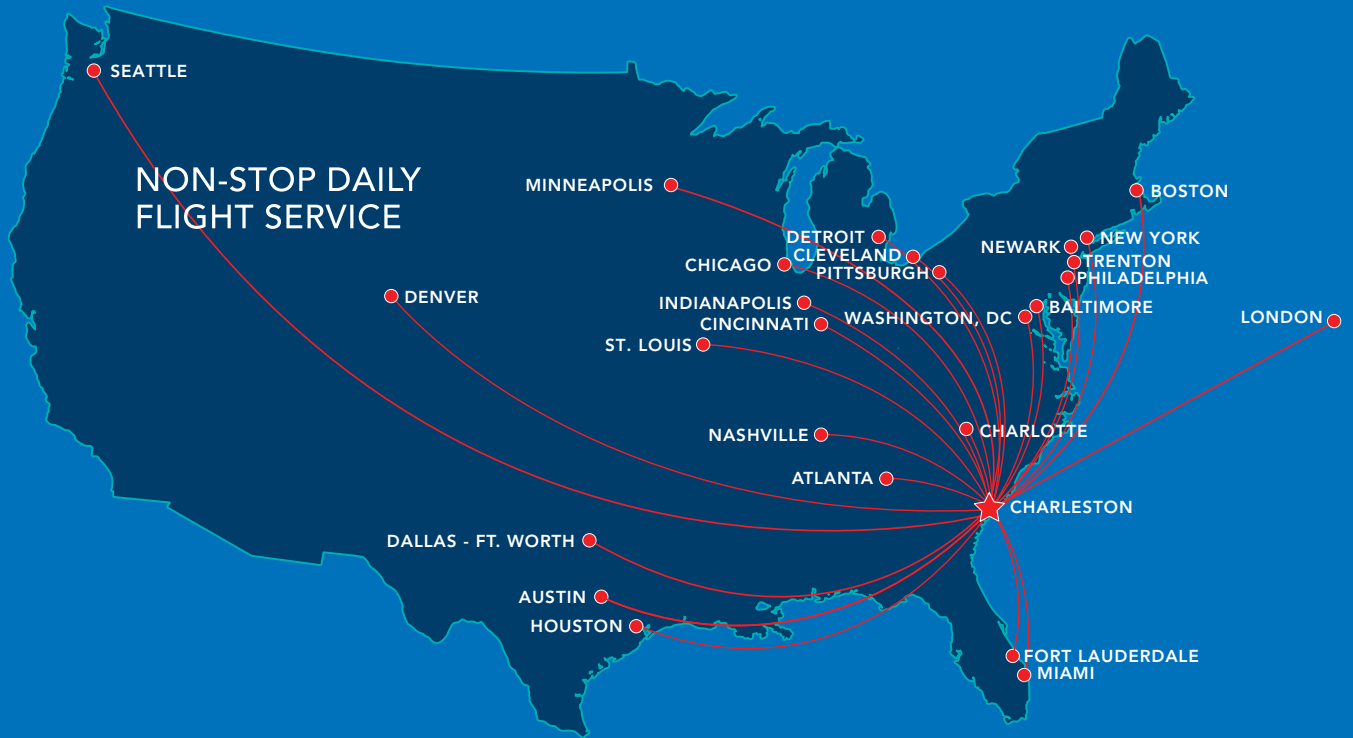 SEATTLE
NON-STOP DAILY
FLIGHT SERVICE
MINNEAPOLIS
BOSTON
DETROIT
NEW YORK
NEWARK
CLEVELAND
TRENTON
CHICAGO
PITTSBURGH
PHILADELPHIA
DENVER
INDIANAPOLIS
BALTIMORE
WASHINGTON, DC
LONDON
CINCINNATI
ST. LOUIS
CHARLOTTE
NASHVILLE
ATLANTA
CHARLESTON
DALLAS - FT. WORTH
AUSTIN
HOUSTON
FORT LAUDERDALE
MIAMI